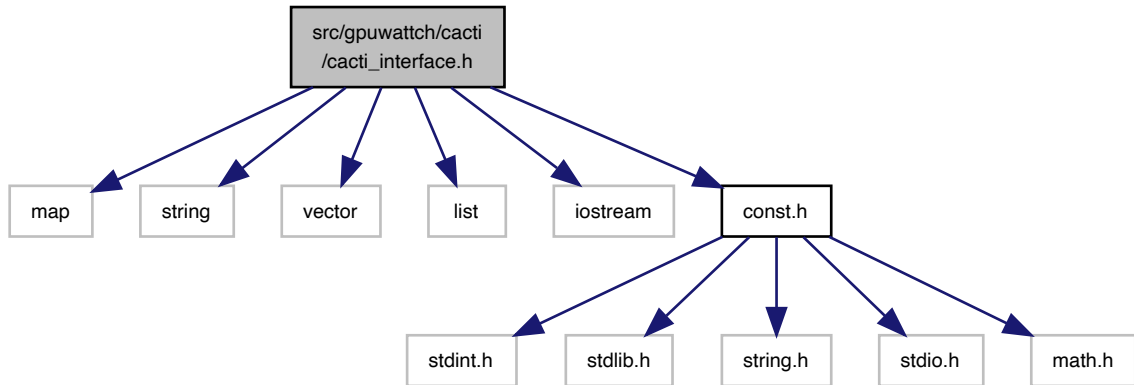 src/gpuwattch/cacti
/cacti_interface.h
map
string
vector
list
iostream
const.h
stdint.h
stdlib.h
string.h
stdio.h
math.h